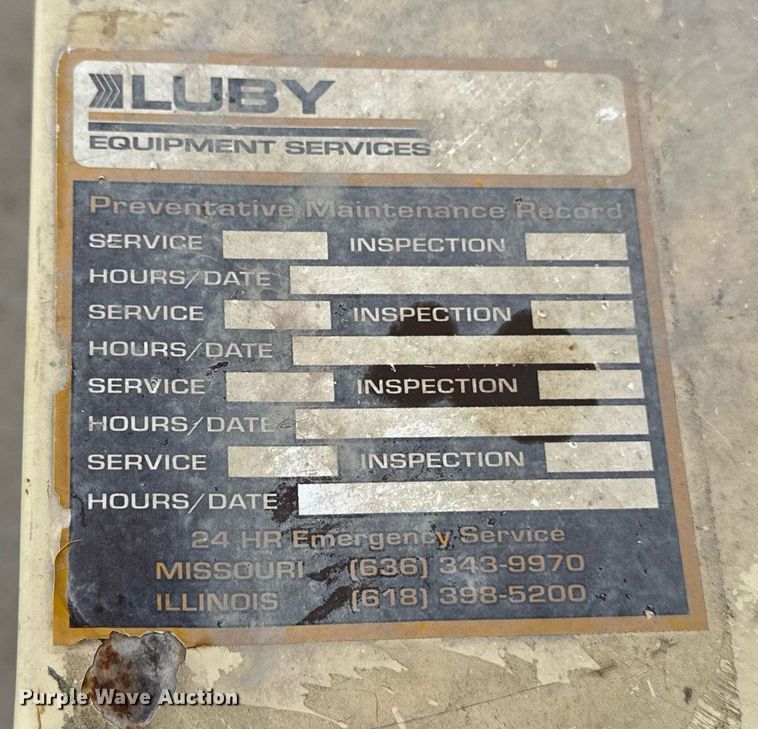 LUBY
EQUIPMENT SERVICES
Preventative Maintenance Record
SERVICE INSPECTION
HOURS/DATE
SERVICE INSPECTION
HOURS/DATE
SERVICE INSPECTION
HOURS/DATE
SERVICE INSPECTION
HOURS/DATE
24 HR Emergency Service
MISSOURI (636) 343-9970
ILLINOIS (618) 398-5200
Purple Wave Auction